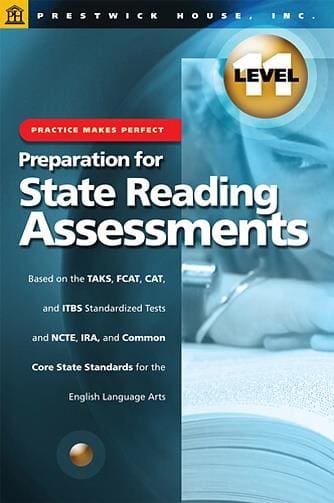 PH
PRESTWICK HOUSE, INC.
LEVEL
11
PRACTICE MAKES PERFECT
Preparation for
State Reading
Assessments
Based on the TAKS, FCAT, CAT,
and ITBS Standardized Tests
and NCTE, IRA, and Common
Core State Standards for the
English Language Arts